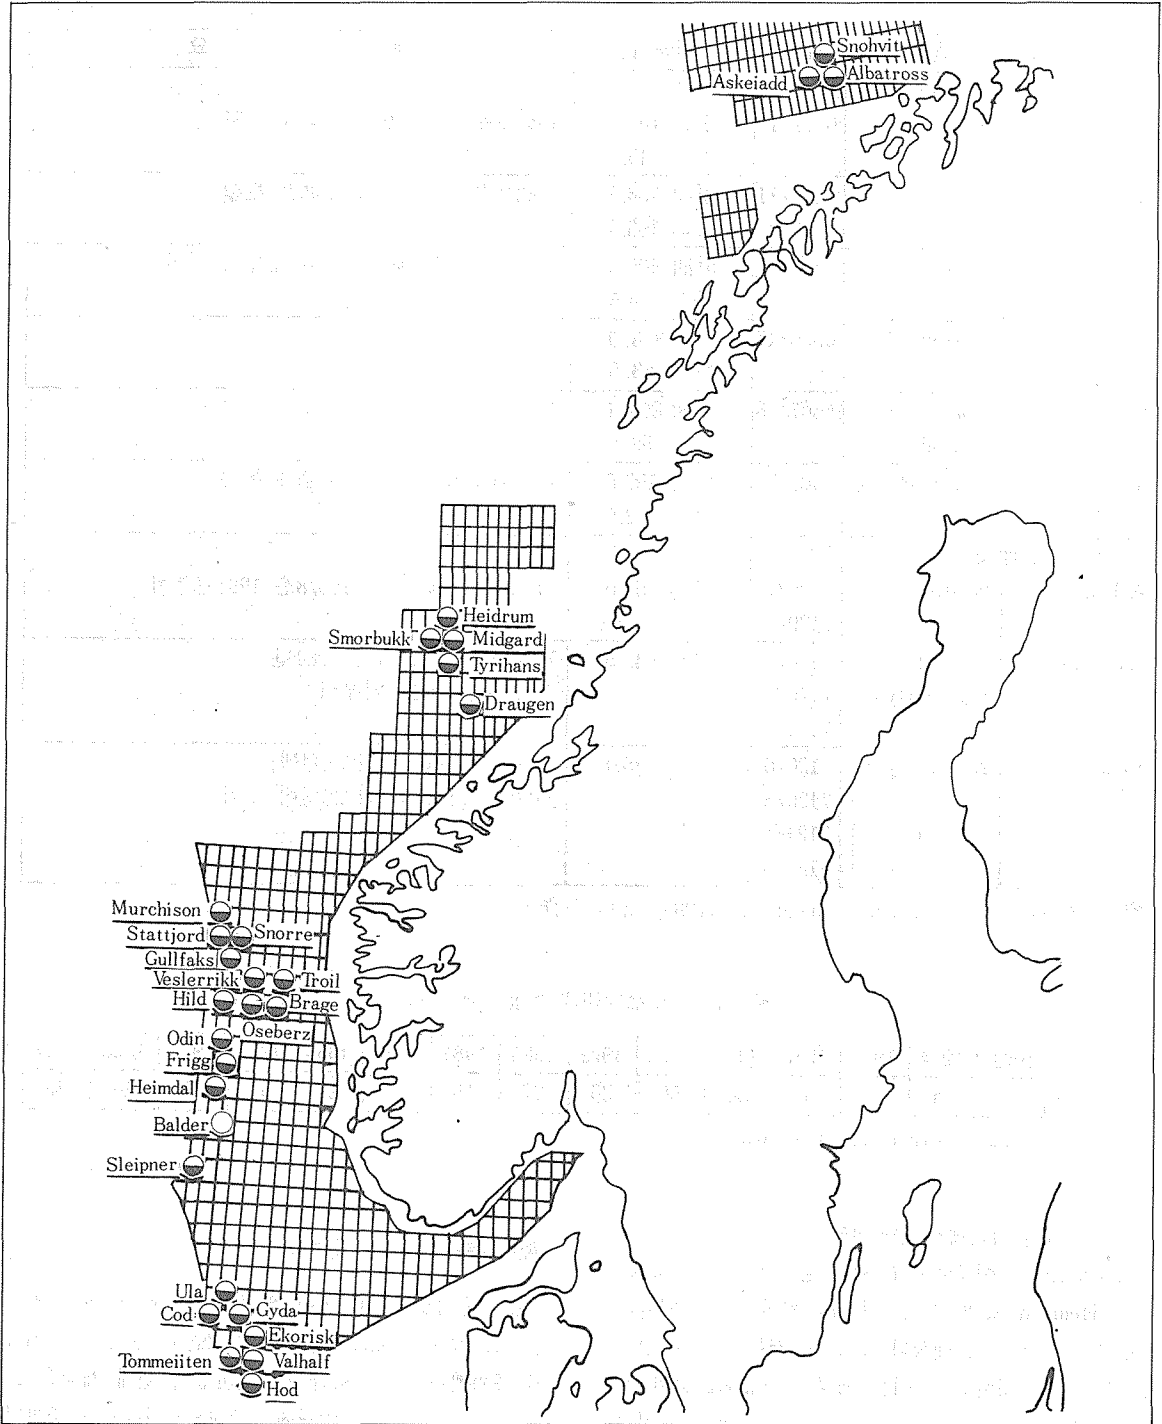 Snohvit
Askeiadd
Albatross
Heidrum
Smorbukk
Midgard
Tyrihans
Draugen
Murchison
Stattjord
Snorre
Gullfaks
Veslerrikk
Troil
Hild
Brage
Oseberz
Odin
Frigg
Heimdal
Balder
Sleipner
Ula
Cod
Gyda
Ekorisk
Tommeiiten
Valhalf
Hod